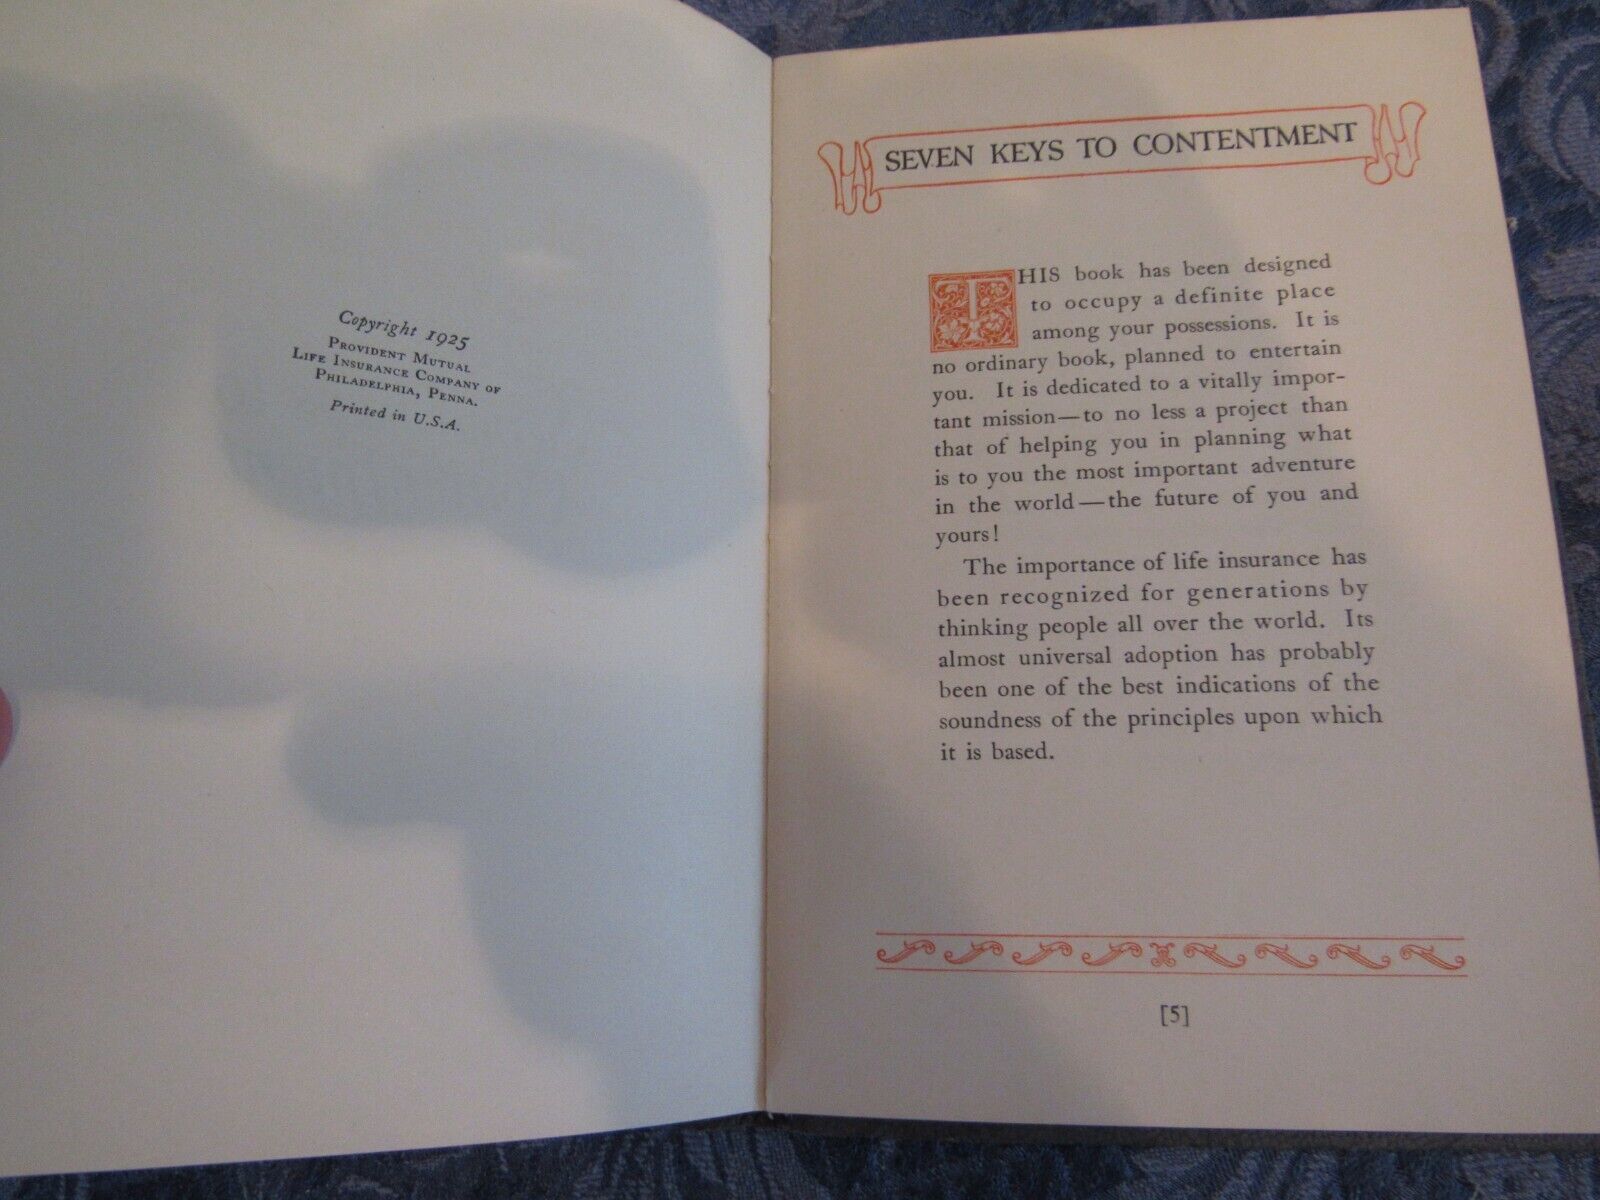 Copyright 1925
PROVIDENT MUTUAL
LIFE INSURANCE COMPANY OF
PHILADELPHIA, PENNA.
Printed in U.S.A.
SEVEN KEYS TO CONTENTMENT
THIS book has been designed
to occupy a definite place
among your possessions. It is
no ordinary book, planned to entertain
you. It is dedicated to a vitally impor-
tant mission—to no less a project than
that of helping you in planning what
is to you the most important adventure
in the world—the future of you and
yours!
The importance of life insurance has
been recognized for generations by
thinking people all over the world. Its
almost universal adoption has probably
been one of the best indications of the
soundness of the principles upon which
it is based.
[5]